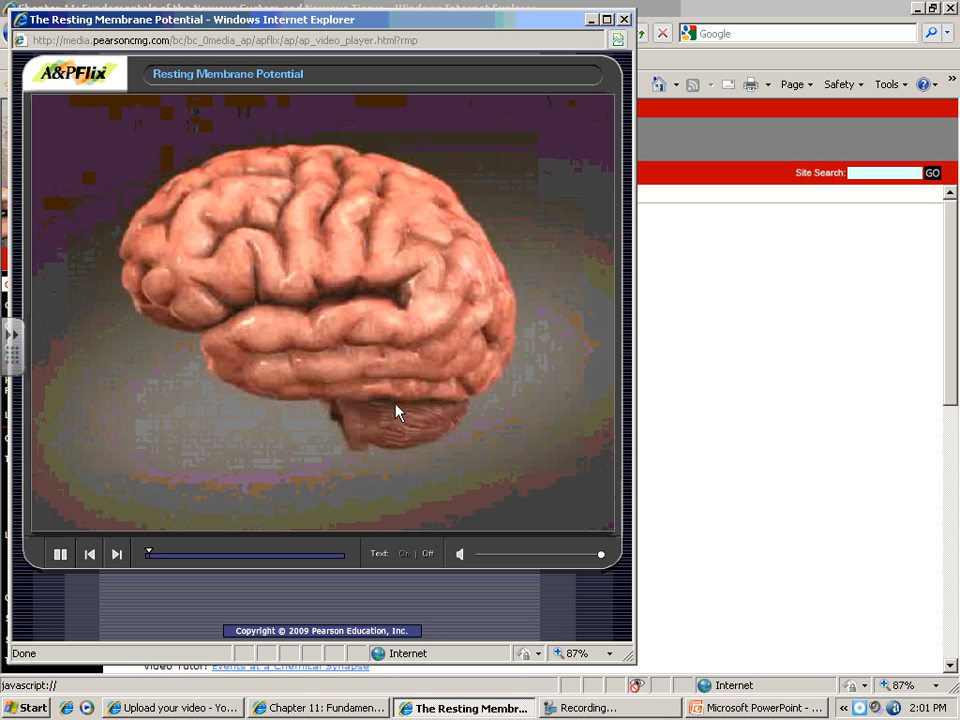 The Resting Membrane Potential - Windows Internet Explorer
http://media.pearsoncmg.com/bc/bc_0media_ap/apflix/ap/ap_video_player.html?rmp
Google
A&PFlix
Resting Membrane Potential
Page
Safety
Tools
Site Search:
GO
Text: On | Off
Copyright © 2009 Pearson Education, Inc.
Done
Internet
87%
Video Tutor: Events at a Chemical Synapse
javascript://
Internet
87%
Start
Upload your video - Yo...
Chapter 11: Fundamen...
The Resting Membr...
Recording...
Microsoft PowerPoint - ...
2:01 PM